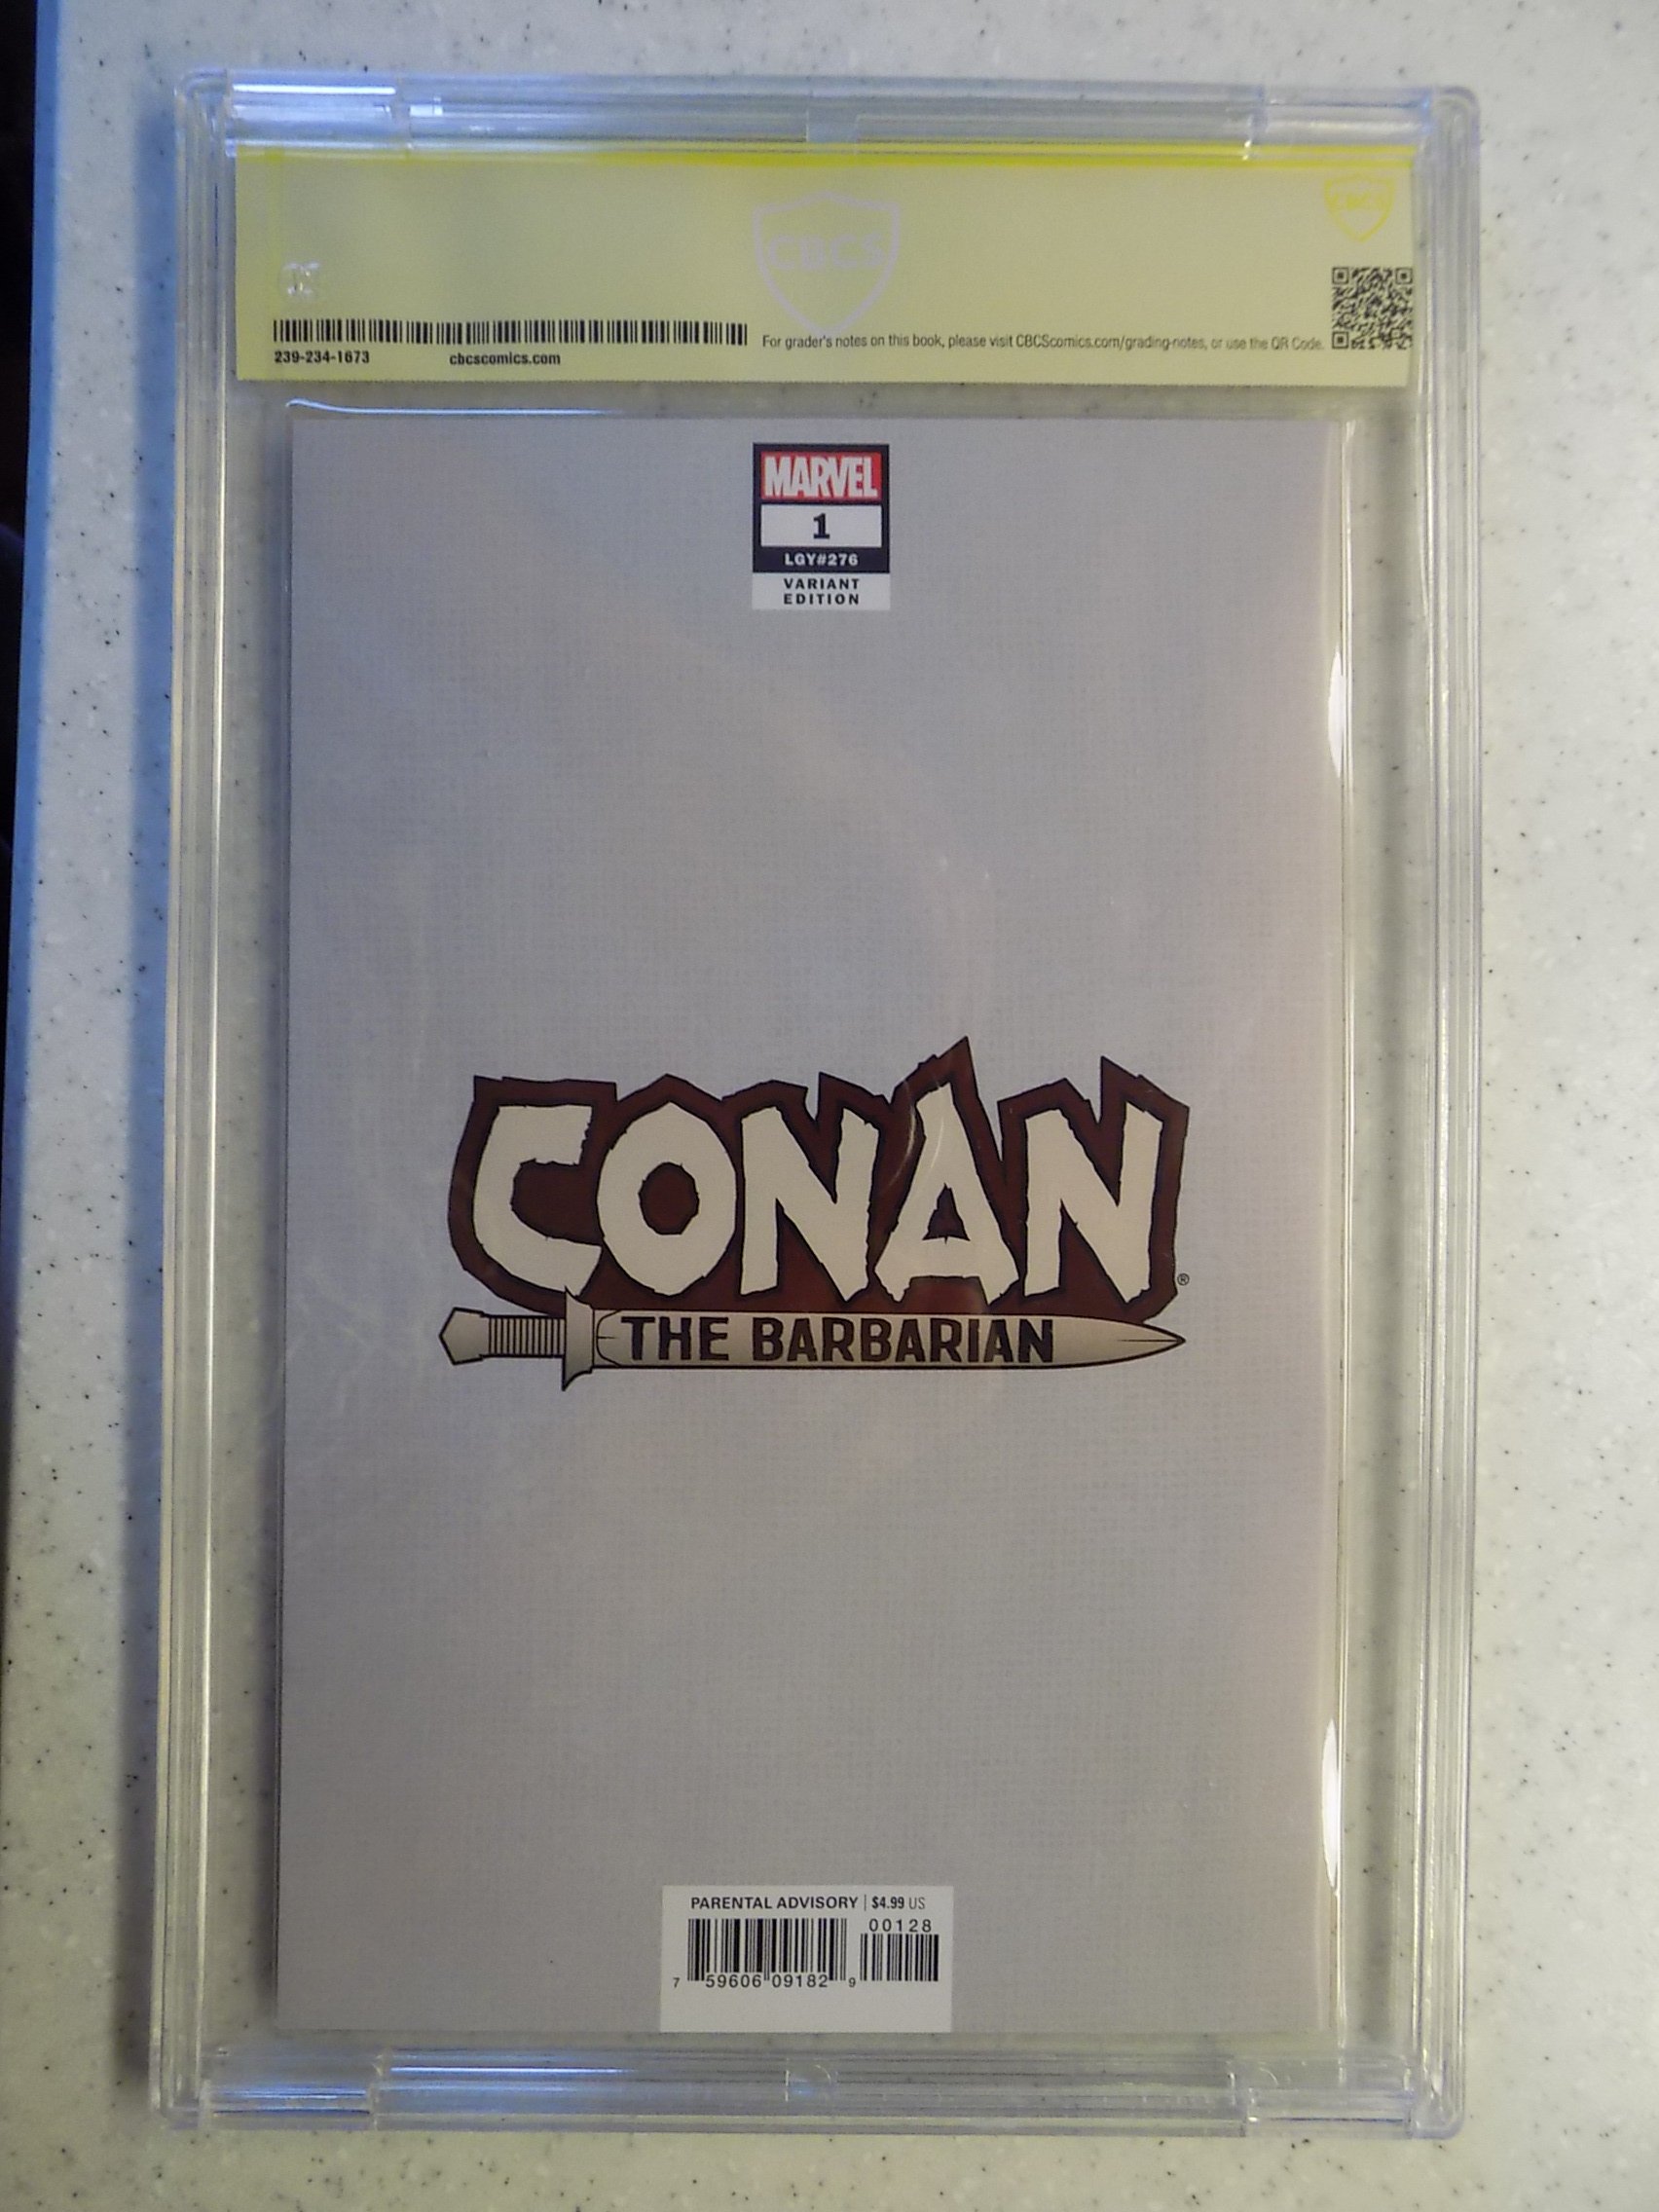 CBCS
CBCS
239-234-1673
cbcscomics.com
For grader's notes on this book, please visit CBCScomics.com/grading-notes, or use the QR Code.
MARVEL
1
LGY#276
VARIANT
EDITION
CONAN®
THE BARBARIAN
PARENTAL ADVISORY | $4.99 US
00128
7 59606 09182 9